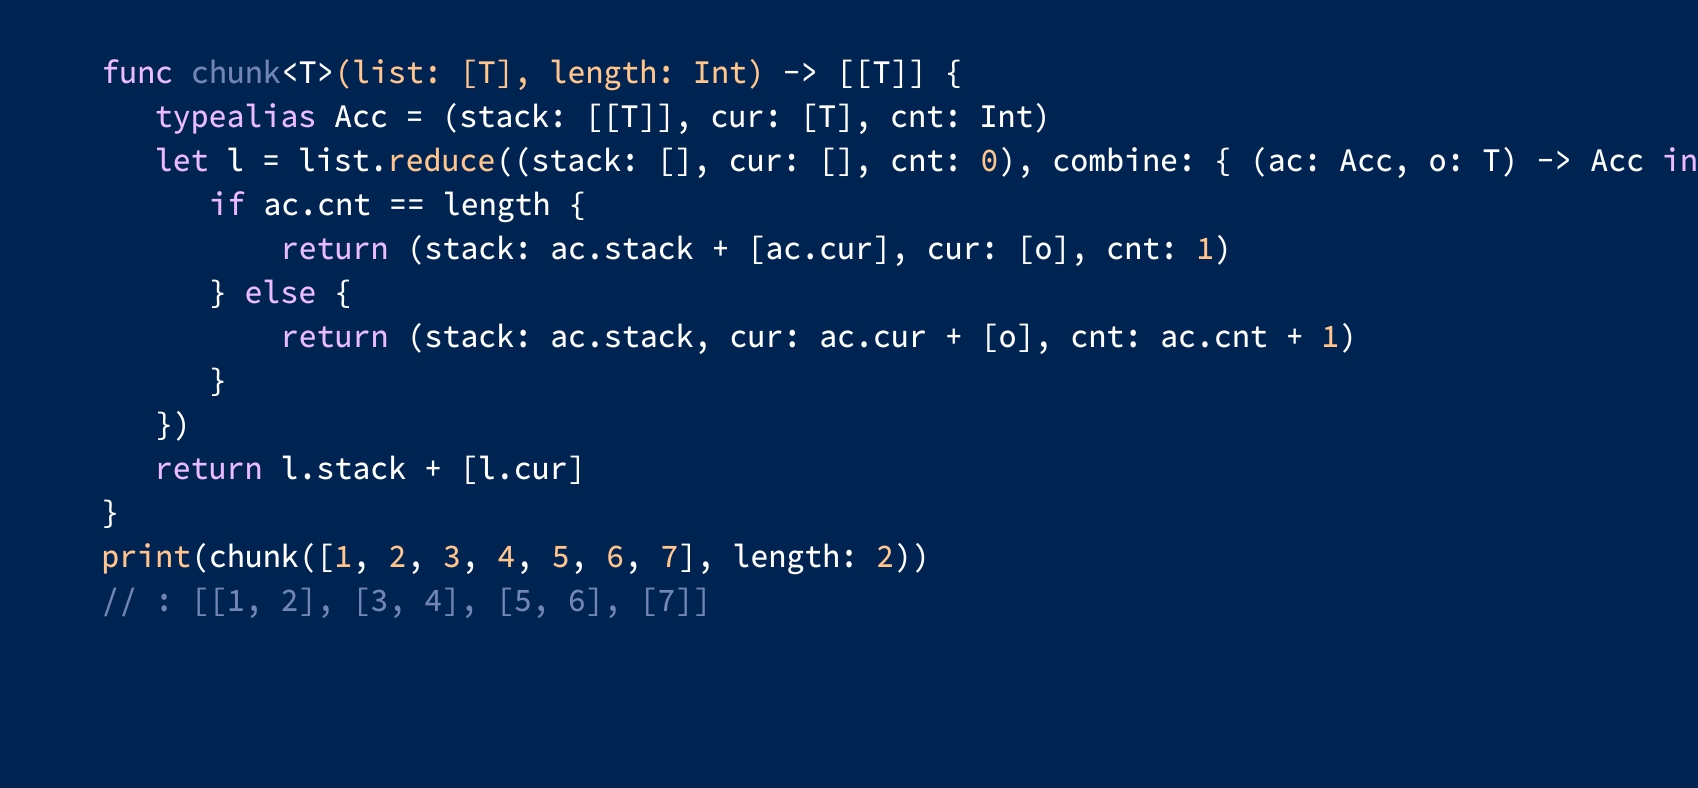 func chunk<T>(list: [T], length: Int) -> [[T]] {
   typealias Acc = (stack: [[T]], cur: [T], cnt: Int)
   let l = list.reduce((stack: [], cur: [], cnt: 0), combine: { (ac: Acc, o: T) -> Acc in
      if ac.cnt == length {
          return (stack: ac.stack + [ac.cur], cur: [o], cnt: 1)
      } else {
          return (stack: ac.stack, cur: ac.cur + [o], cnt: ac.cnt + 1)
      }
   })
   return l.stack + [l.cur]
}
print(chunk([1, 2, 3, 4, 5, 6, 7], length: 2))
// : [[1, 2], [3, 4], [5, 6], [7]]